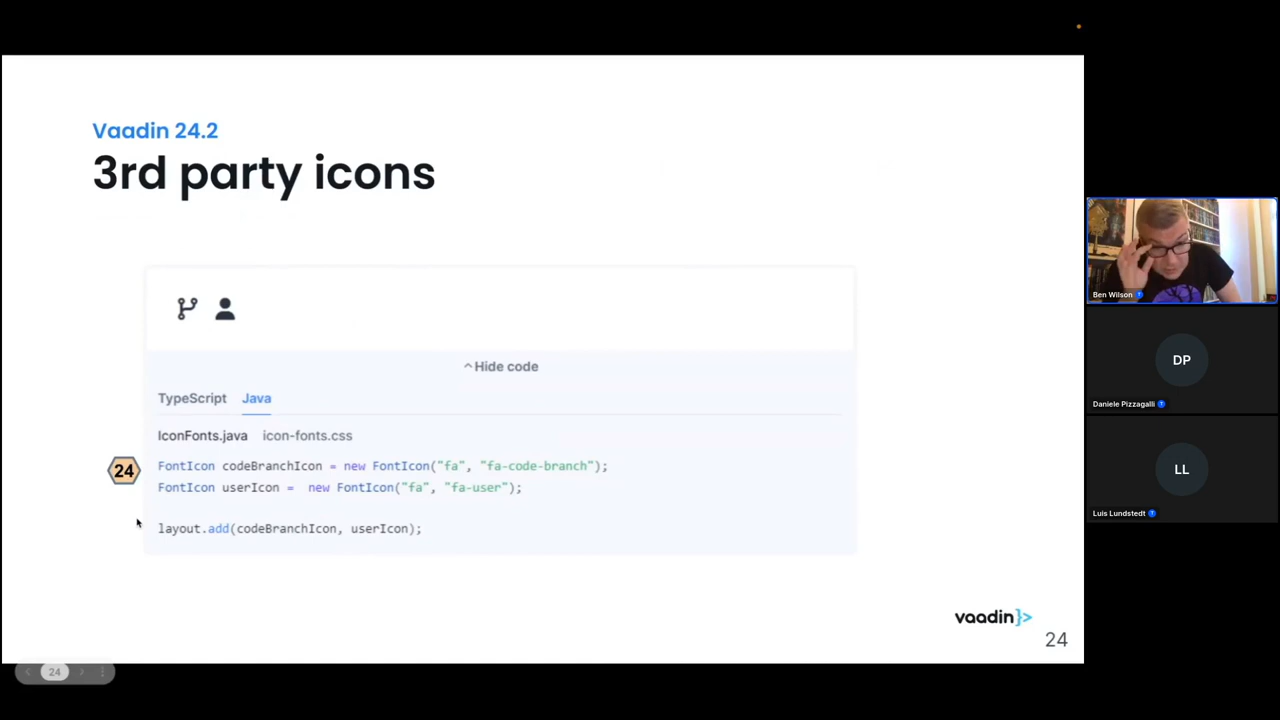 Vaadin 24.2
3rd party icons
^ Hide code
TypeScript Java
IconFonts.java icon-fonts.css
24
FontIcon codeBranchIcon = new FontIcon("fa", "fa-code-branch");
FontIcon userIcon = new FontIcon("fa", "fa-user");
layout.add(codeBranchIcon, userIcon);
vaadin}>
24
24
Ben Wilson
DP
Daniele Pizzagalli
LL
Luis Lundstedt